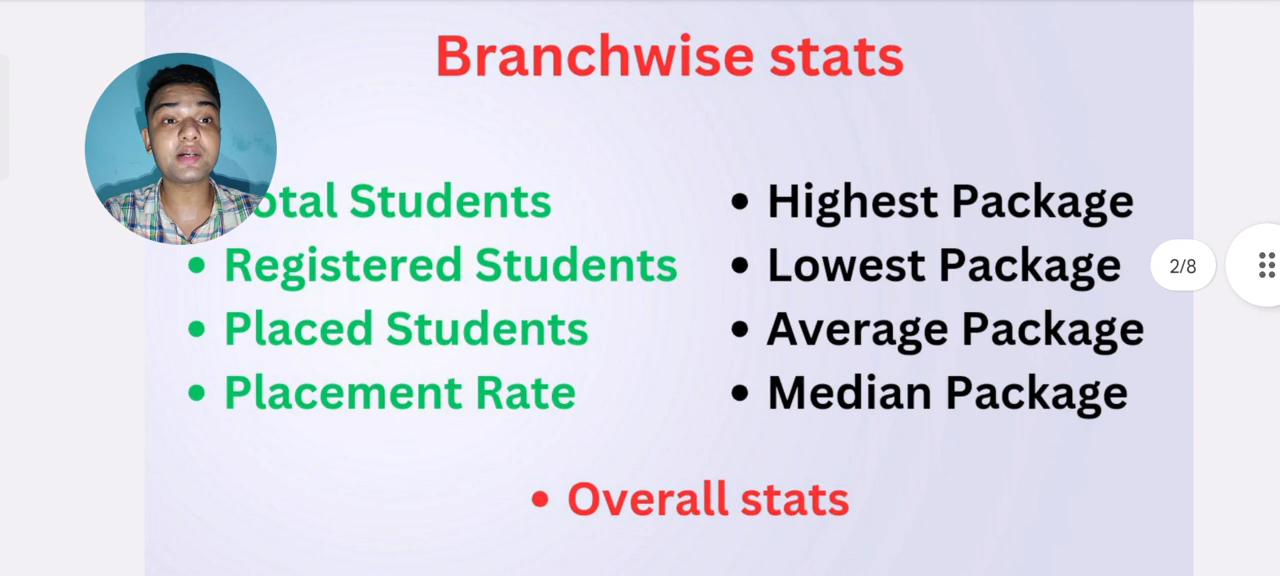 Branchwise stats
Students
• Registered Students
• Placed Students
• Placement Rate
• Highest Package
• Lowest Package
• Average Package
• Median Package
• Overall stats
2/8